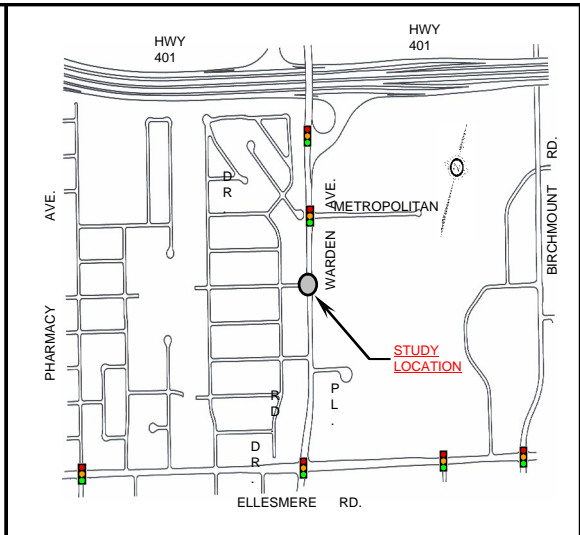 HWY
401
HWY
401
DR.
AVE.
METROPOLITAN
RD.
AVE.
WARDEN
BIRCHMOUNT
PHARMACY
STUDY
LOCATION
RD
PL.
DR.
ELLESMERE RD.